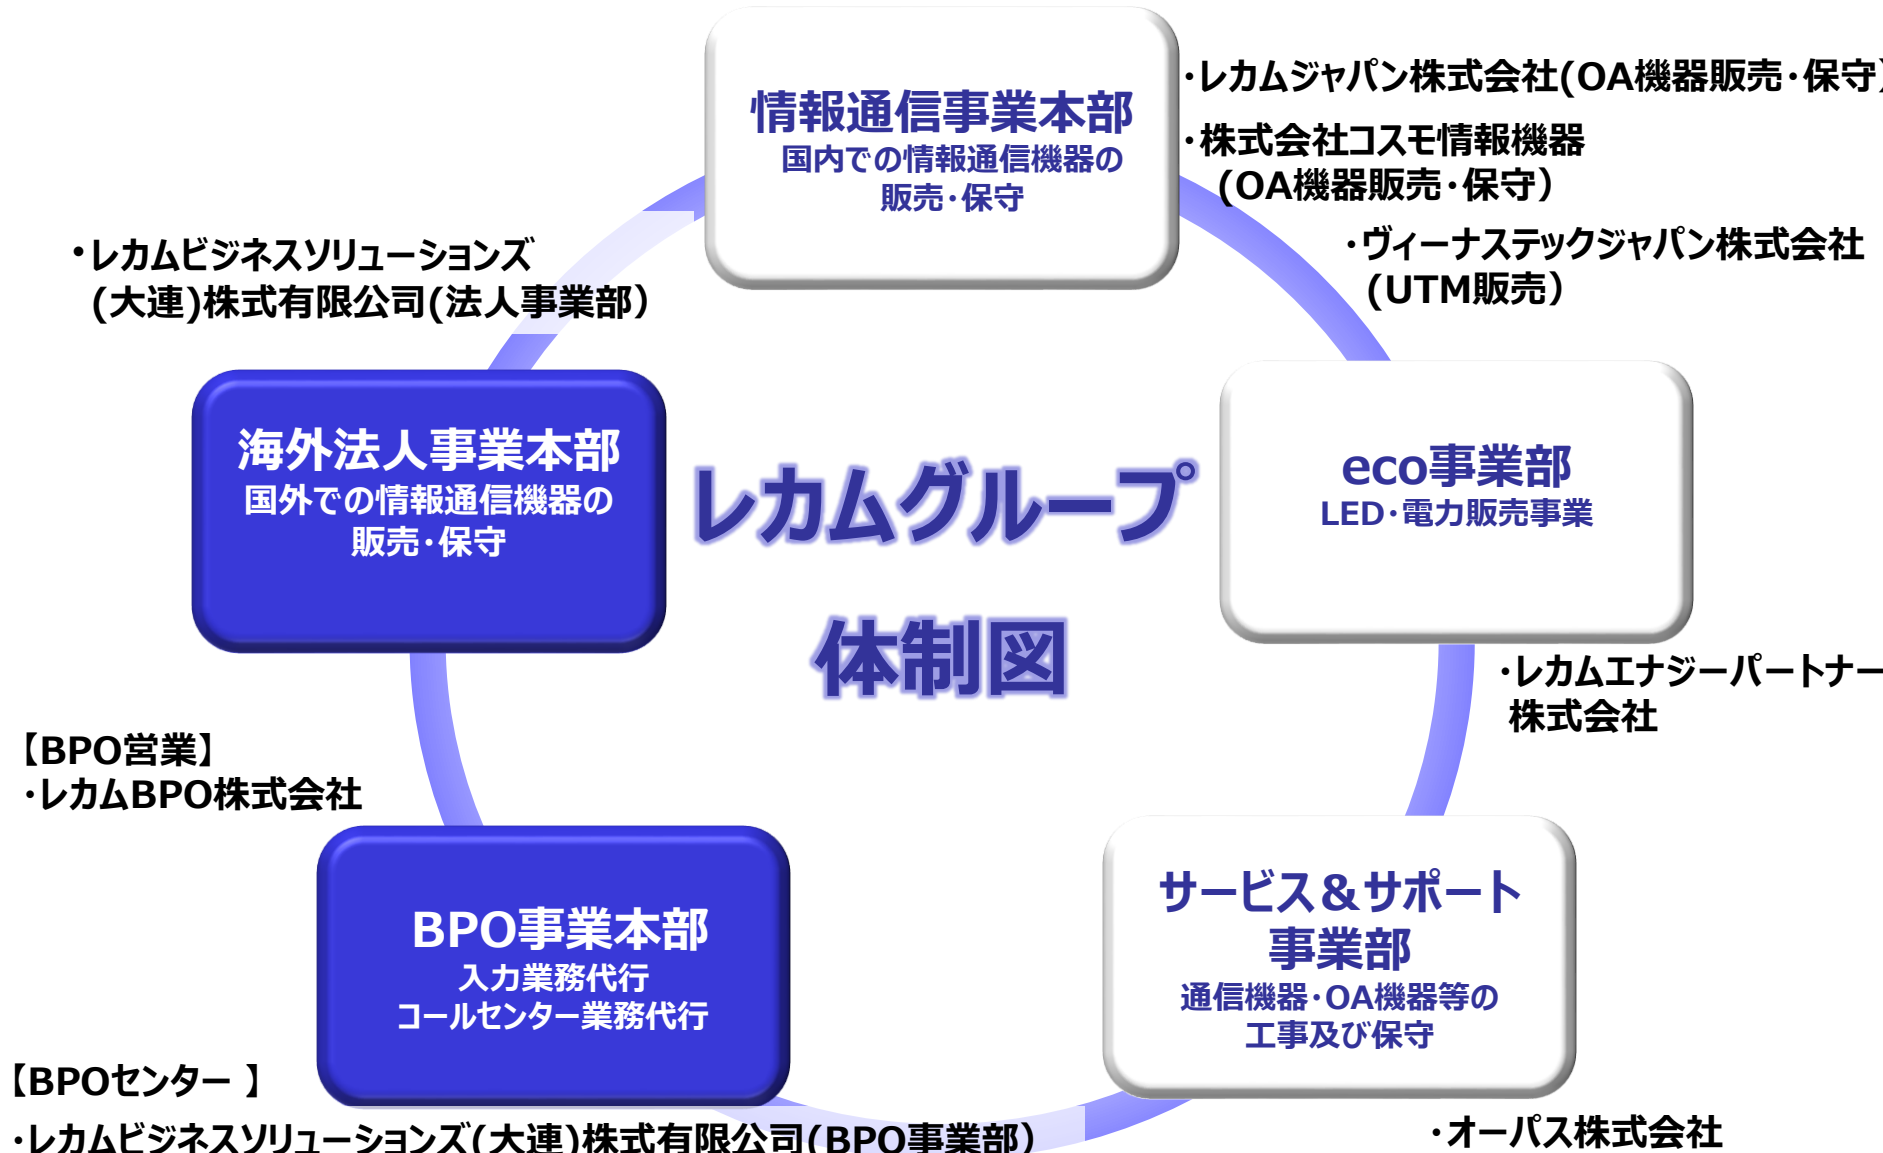 情報通信事業本部
国内での情報通信機器の
販売・保守
・レカムジャパン株式会社(OA機器販売・保守)
・株式会社コスモ情報機器
(OA機器販売・保守)
・ヴィーナステックジャパン株式会社
(UTM販売)
・レカムビジネスソリューションズ
(大連)株式有限公司(法人事業部)
海外法人事業本部
国外での情報通信機器の
販売・保守
レカムグループ
体制図
eco事業部
LED・電力販売事業
・レカムエナジーパートナー
株式会社
【BPO営業】
・レカムBPO株式会社
BPO事業本部
入力業務代行
コールセンター業務代行
サービス&サポート
事業部
通信機器・OA機器等の
工事及び保守
【BPOセンター 】
・レカムビジネスソリューションズ(大連)株式有限公司(BPO事業部)
・オーパス株式会社